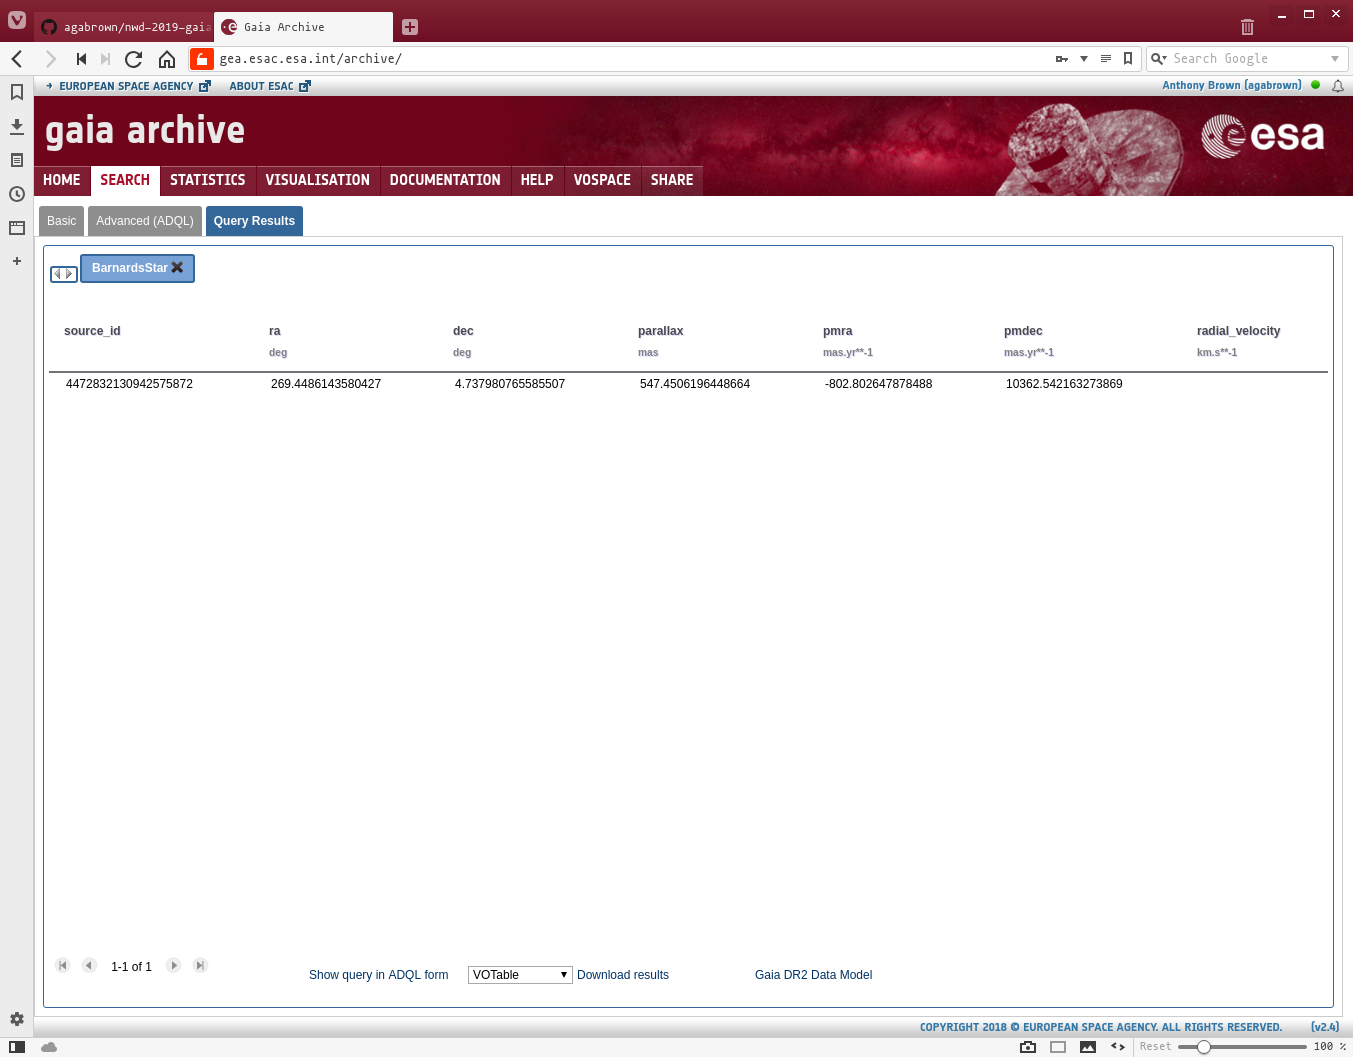 agabrown/nwd-2019-gaia
Gaia Archive
gea.esac.esa.int/archive/
Search Google
EUROPEAN SPACE AGENCY
ABOUT ESAC
Anthony Brown (agabrown)
gaia archive
esa
HOME
SEARCH
STATISTICS
VISUALISATION
DOCUMENTATION
HELP
VOSPACE
SHARE
Basic
Advanced (ADQL)
Query Results
BarnardsStar
source_id ra dec parallax pmra pmdec radial_velocity
deg deg mas mas.yr**-1 mas.yr**-1 km.s**-1
4472832130942575872 269.4486143580427 4.737980765585507 547.4506196448664 -802.802647878488 10362.542163273869
1-1 of 1
Show query in ADQL form
VOTable
Download results
Gaia DR2 Data Model
COPYRIGHT 2018 © EUROPEAN SPACE AGENCY. ALL RIGHTS RESERVED.
(v2.4)
Reset
100 %